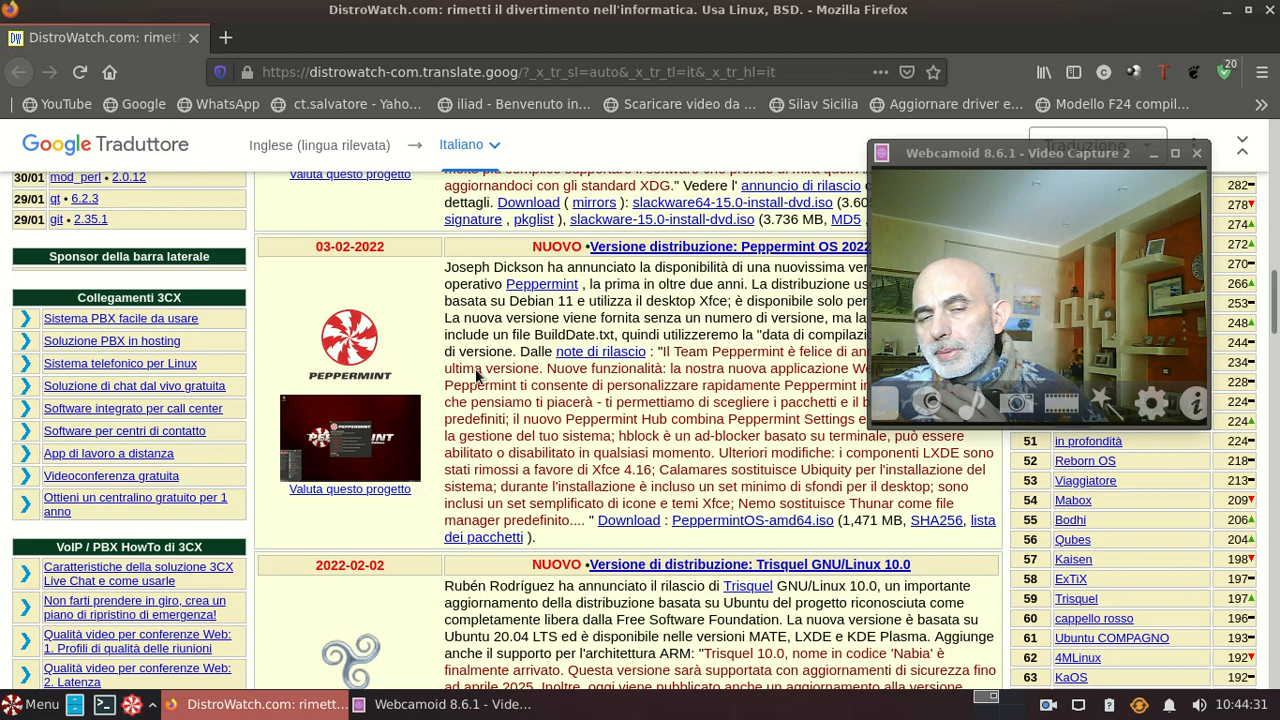 DistroWatch.com: rimetti il divertimento nell'informatica. Usa Linux, BSD. - Mozilla Firefox
DistroWatch.com: rimett
https://distrowatch-com.translate.goog/?_x_tr_sl=auto&_x_tr_tl=it&_x_tr_hl=it
20
YouTube Google WhatsApp ct.salvatore - Yaho… iliad - Benvenuto in… Scaricare video da … Silav Sicilia Aggiornare driver e… Modello F24 compil…
Google Traduttore
Inglese (lingua rilevata) → Italiano
Traduzione
30/01 mod_perl • 2.0.12
29/01 qt • 6.2.3
29/01 git • 2.35.1
Sponsor della barra laterale
Collegamenti 3CX
Sistema PBX facile da usare
Soluzione PBX in hosting
Sistema telefonico per Linux
Soluzione di chat dal vivo gratuita
Software integrato per call center
Software per centri di contatto
App di lavoro a distanza
Videoconferenza gratuita
Ottieni un centralino gratuito per 1
anno
VoIP / PBX HowTo di 3CX
Caratteristiche della soluzione 3CX
Live Chat e come usarle
Non farti prendere in giro, crea un
piano di ripristino di emergenza!
Qualità video per conferenze Web:
1. Profili di qualità delle riunioni
Qualità video per conferenze Web:
2. Latenza
Valuta questo progetto
aggiornandoci con gli standard XDG." Vedere l' annuncio di rilascio
dettagli. Download ( mirrors ): slackware64-15.0-install-dvd.iso (3.60
signature , pkglist ), slackware-15.0-install-dvd.iso (3.736 MB, MD5 ,
03-02-2022
NUOVO •Versione distribuzione: Peppermint OS 2022
PEPPERMINT
Valuta questo progetto
Joseph Dickson ha annunciato la disponibilità di una nuovissima ver
operativo Peppermint , la prima in oltre due anni. La distribuzione us
basata su Debian 11 e utilizza il desktop Xfce; è disponibile solo per
La nuova versione viene fornita senza un numero di versione, ma la
include un file BuildDate.txt, quindi utilizzeremo la "data di compilazi
di versione. Dalle note di rilascio : "Il Team Peppermint è felice di an
ultima versione. Nuove funzionalità: la nostra nuova applicazione We
Peppermint ti consente di personalizzare rapidamente Peppermint in
che pensiamo ti piacerà - ti permettiamo di scegliere i pacchetti e il b
predefiniti; il nuovo Peppermint Hub combina Peppermint Settings e
la gestione del tuo sistema; hblock è un ad-blocker basato su terminale, può essere
abilitato o disabilitato in qualsiasi momento. Ulteriori modifiche: i componenti LXDE sono
stati rimossi a favore di Xfce 4.16; Calamares sostituisce Ubiquity per l'installazione del
sistema; durante l'installazione è incluso un set minimo di sfondi per il desktop; sono
inclusi un set semplificato di icone e temi Xfce; Nemo sostituisce Thunar come file
manager predefinito.... " Download : PeppermintOS-amd64.iso (1,471 MB, SHA256, lista
dei pacchetti ).
2022-02-02
NUOVO •Versione di distribuzione: Trisquel GNU/Linux 10.0
Rubén Rodríguez ha annunciato il rilascio di Trisquel GNU/Linux 10.0, un importante
aggiornamento della distribuzione basata su Ubuntu del progetto riconosciuta come
completamente libera dalla Free Software Foundation. La nuova versione è basata su
Ubuntu 20.04 LTS ed è disponibile nelle versioni MATE, LXDE e KDE Plasma. Aggiunge
anche il supporto per l'architettura ARM: "Trisquel 10.0, nome in codice 'Nabia' è
finalmente arrivato. Questa versione sarà supportata con aggiornamenti di sicurezza fino
ad aprile 2025. Inoltre, oggi viene pubblicato anche un aggiornamento alla versione
Webcamoid 8.6.1 - Video Capture 2
282
278
274
272
270
266
253
248
244
234
228
224
224
51 in profondità 224
52 Reborn OS 218
53 Viaggiatore 213
54 Mabox 209
55 Bodhi 206
56 Qubes 204
57 Kaisen 198
58 ExTiX 197
59 Trisquel 197
60 cappello rosso 196
61 Ubuntu COMPAGNO 193
62 4MLinux 192
63 KaOS 192
Menu
DistroWatch.com: rimett…
Webcamoid 8.6.1 - Vide…
10:44:31